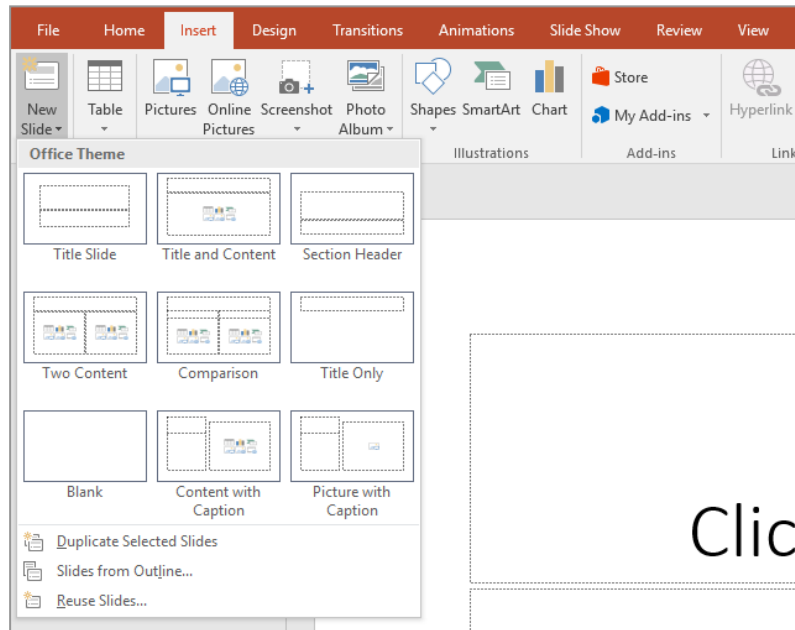 File Home Insert Design Transitions Animations Slide Show Review View
New Slide Table Pictures Online Pictures Screenshot Photo Album Shapes SmartArt Chart Store My Add-ins Hyperlink
Illustrations Add-ins
Office Theme
Title Slide Title and Content Section Header
Two Content Comparison Title Only
Blank Content with Caption Picture with Caption
Duplicate Selected Slides
Slides from Outline...
Reuse Slides...
Clic